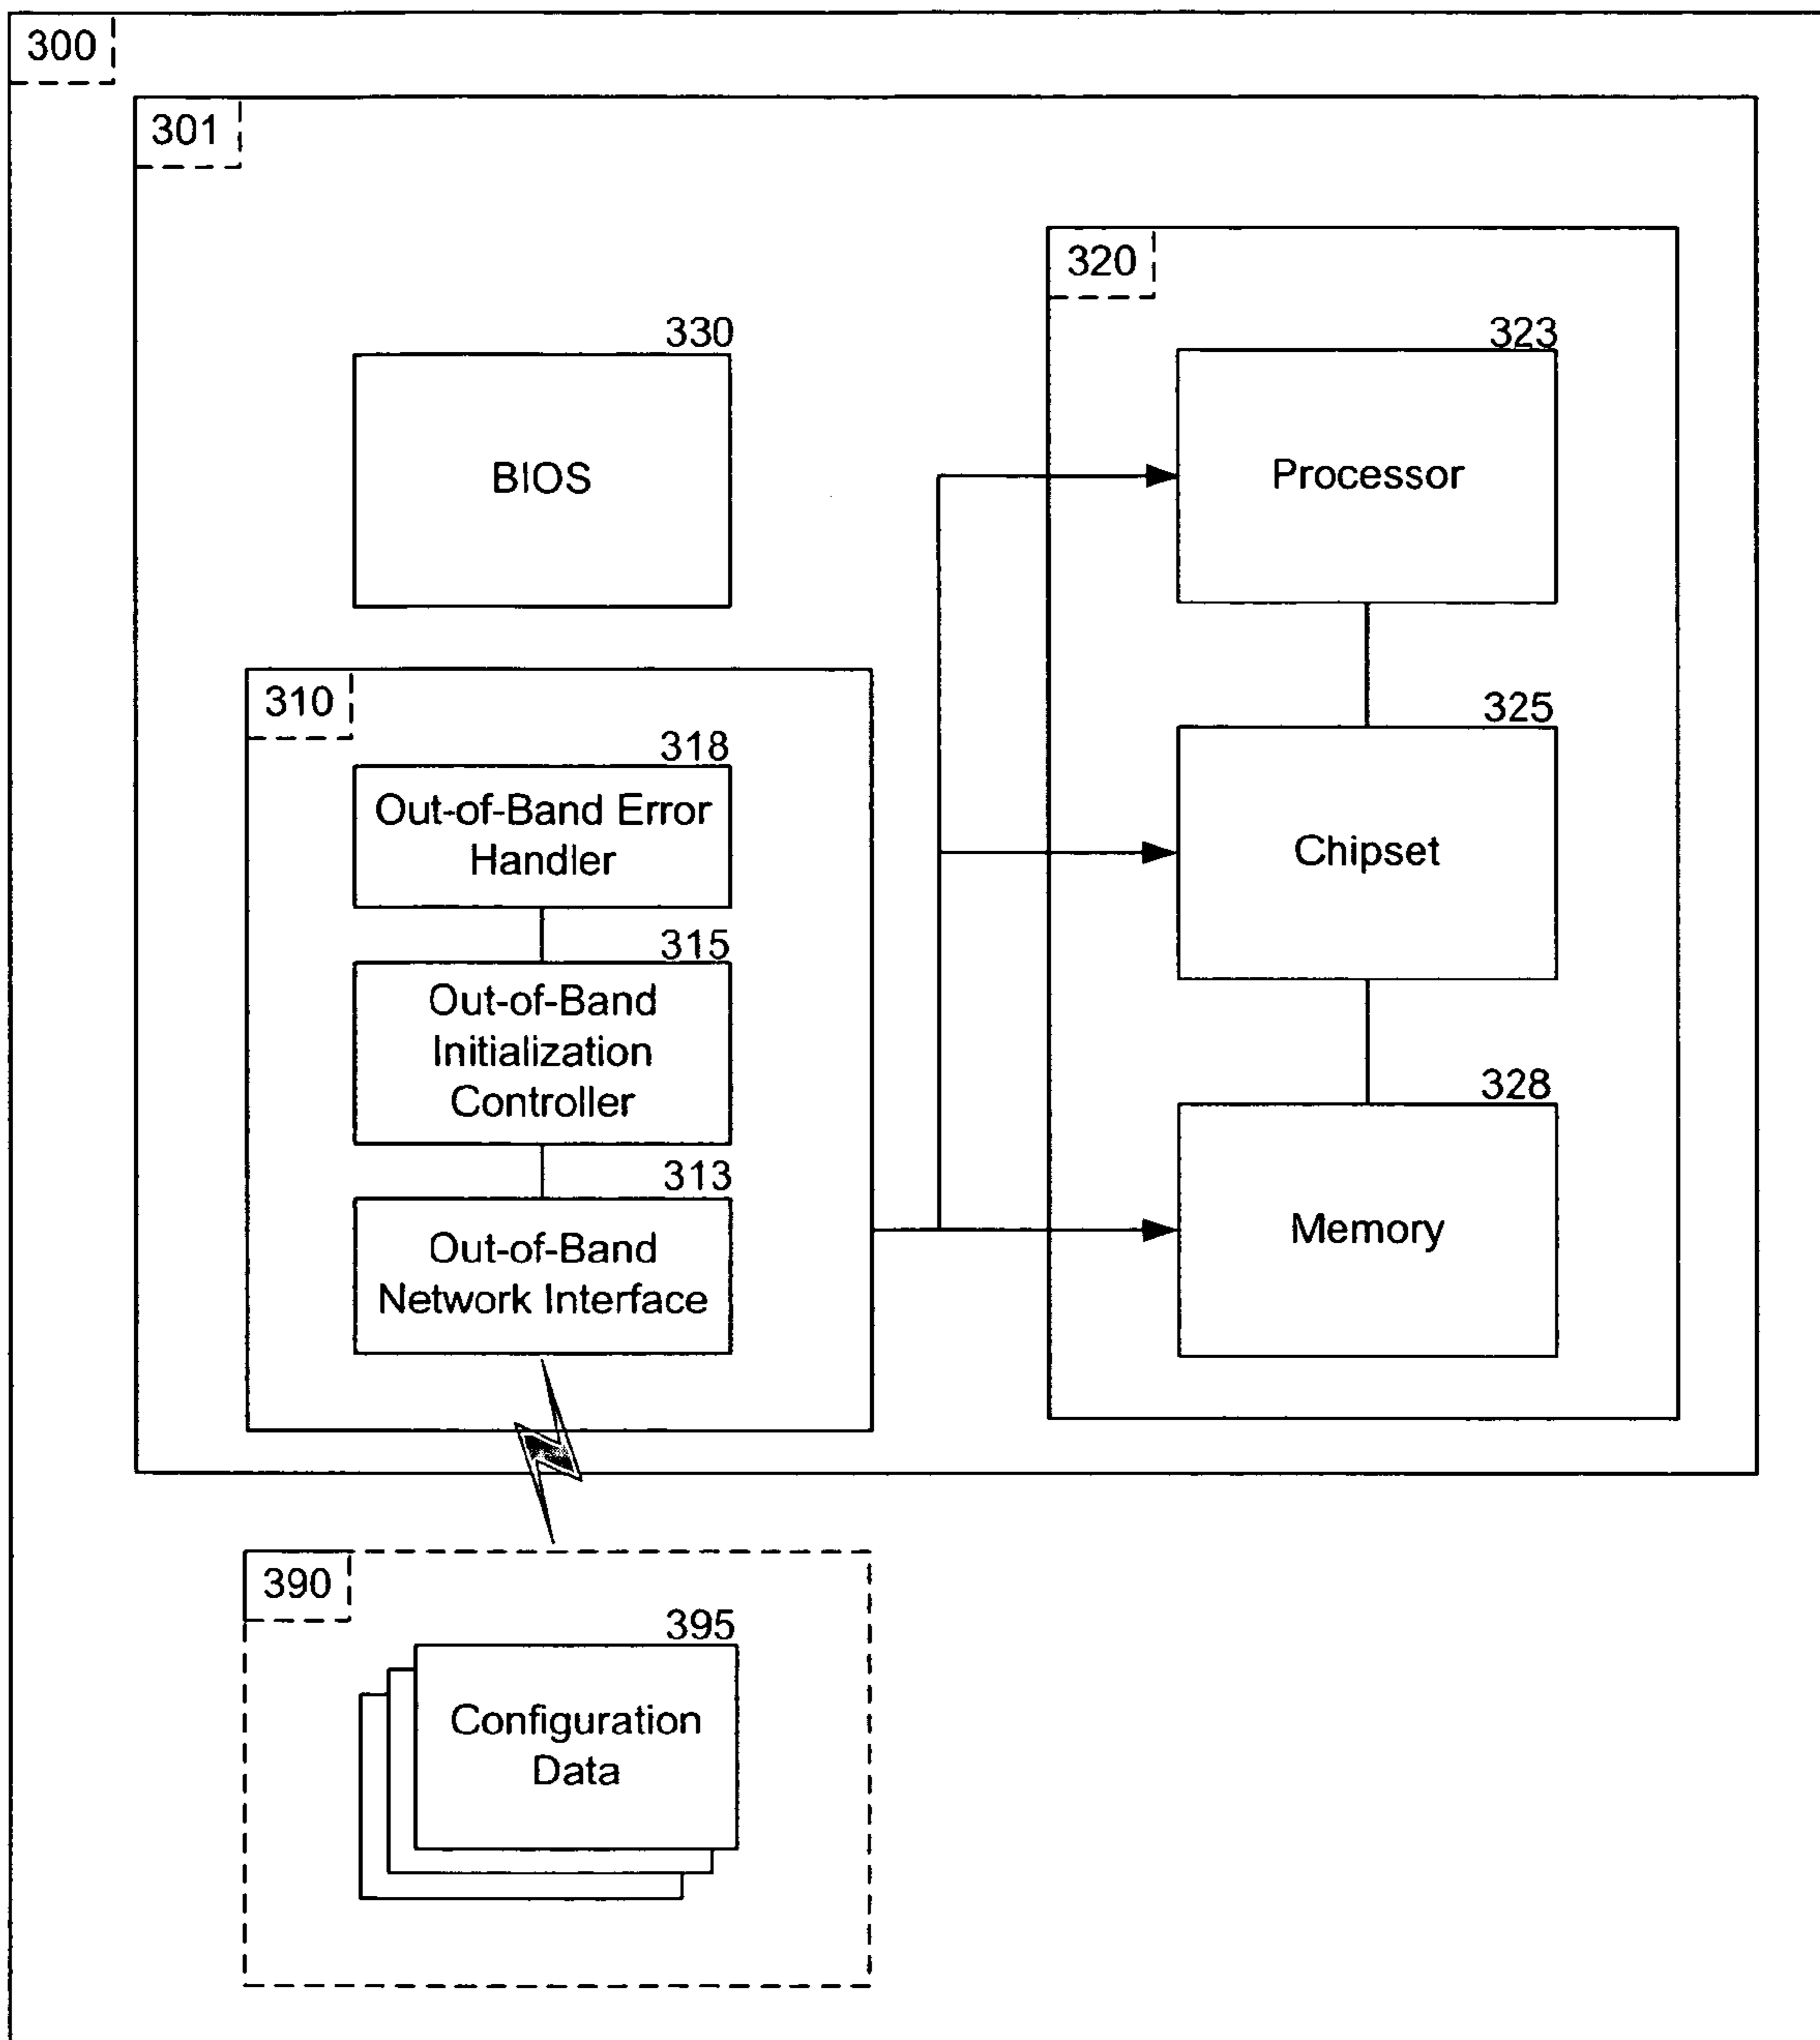 300
301
330
BIOS
310
318
Out-of-Band Error
Handler
315
Out-of-Band
Initialization
Controller
313
Out-of-Band
Network Interface
320
323
Processor
325
Chipset
328
Memory
390
395
Configuration
Data